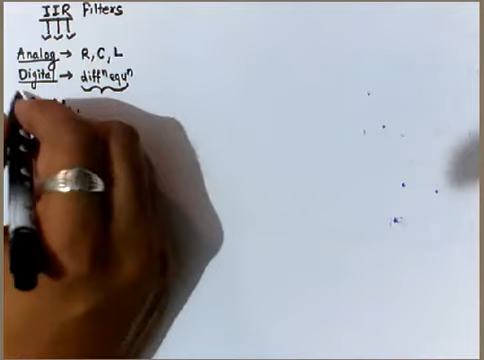 IIR Filters
Analog → R, C, L
Digital → diffⁿ equⁿ